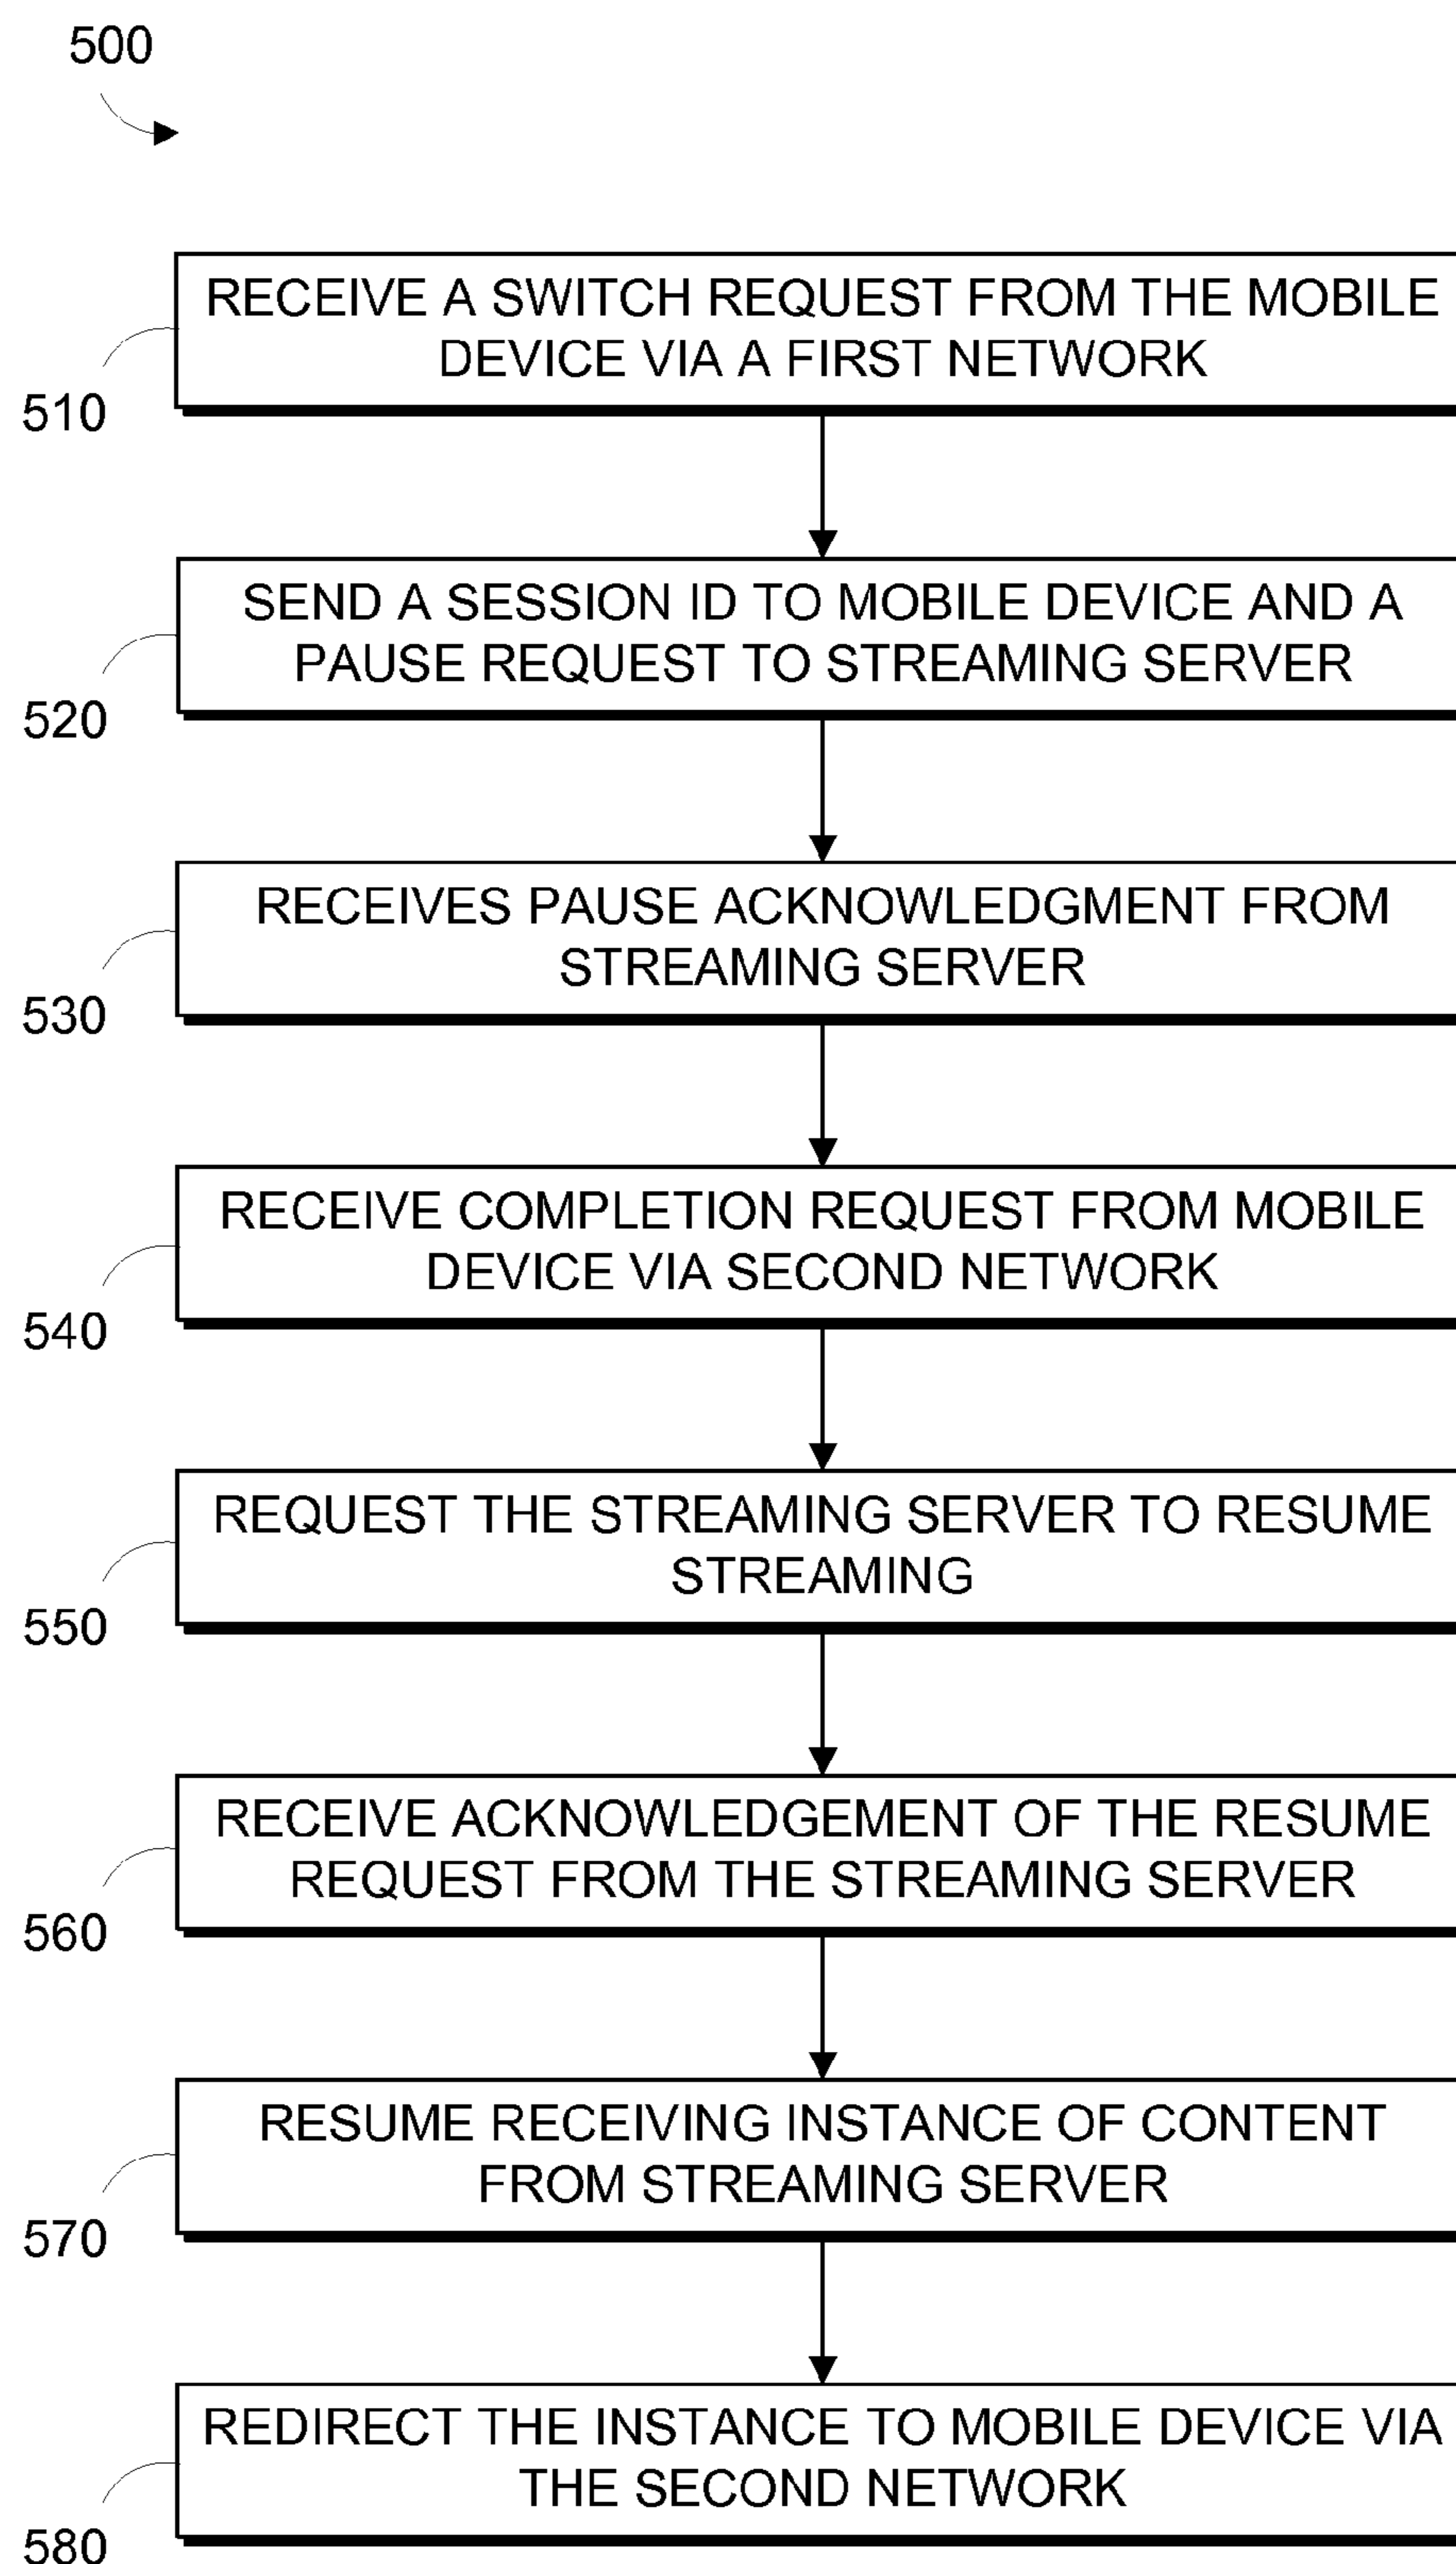 500
RECEIVE A SWITCH REQUEST FROM THE MOBILE
DEVICE VIA A FIRST NETWORK
510
SEND A SESSION ID TO MOBILE DEVICE AND A
PAUSE REQUEST TO STREAMING SERVER
520
RECEIVES PAUSE ACKNOWLEDGMENT FROM
STREAMING SERVER
530
RECEIVE COMPLETION REQUEST FROM MOBILE
DEVICE VIA SECOND NETWORK
540
REQUEST THE STREAMING SERVER TO RESUME
STREAMING
550
RECEIVE ACKNOWLEDGEMENT OF THE RESUME
REQUEST FROM THE STREAMING SERVER
560
RESUME RECEIVING INSTANCE OF CONTENT
FROM STREAMING SERVER
570
REDIRECT THE INSTANCE TO MOBILE DEVICE VIA
THE SECOND NETWORK
580